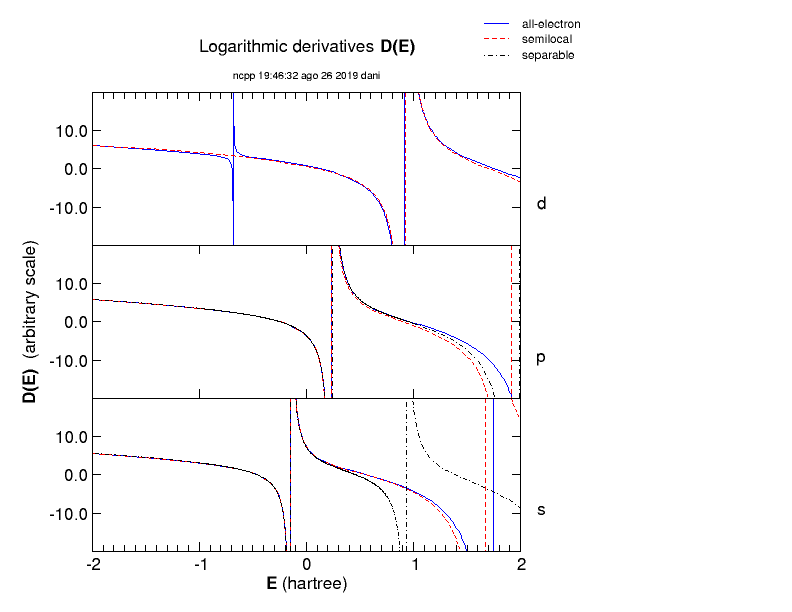 all-electron
semilocal
separable
Logarithmic derivatives D(E)
ncpp 19:46:32 ago 26 2019 dani
10.0
0.0
-10.0
d
10.0
0.0
-10.0
p
10.0
0.0
-10.0
s
D(E) (arbitrary scale)
-2 -1 0 1 2
E (hartree)